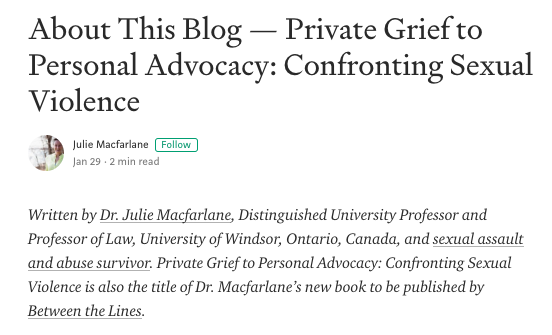 About This Blog — Private Grief to
Personal Advocacy: Confronting Sexual
Violence
Julie Macfarlane Follow
Jan 29 · 2 min read
Written by Dr. Julie Macfarlane, Distinguished University Professor and
Professor of Law, University of Windsor, Ontario, Canada, and sexual assault
and abuse survivor. Private Grief to Personal Advocacy: Confronting Sexual
Violence is also the title of Dr. Macfarlane’s new book to be published by
Between the Lines.